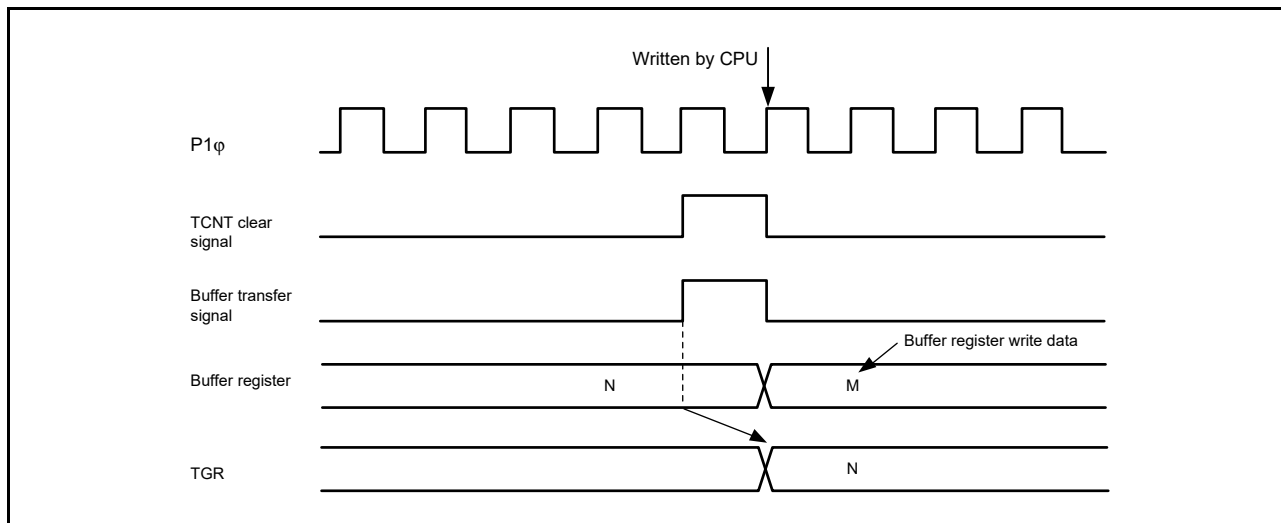 Written by CPU
P1φ
TCNT clear
signal
Buffer transfer
signal
Buffer register write data
Buffer register
N
M
TGR
N